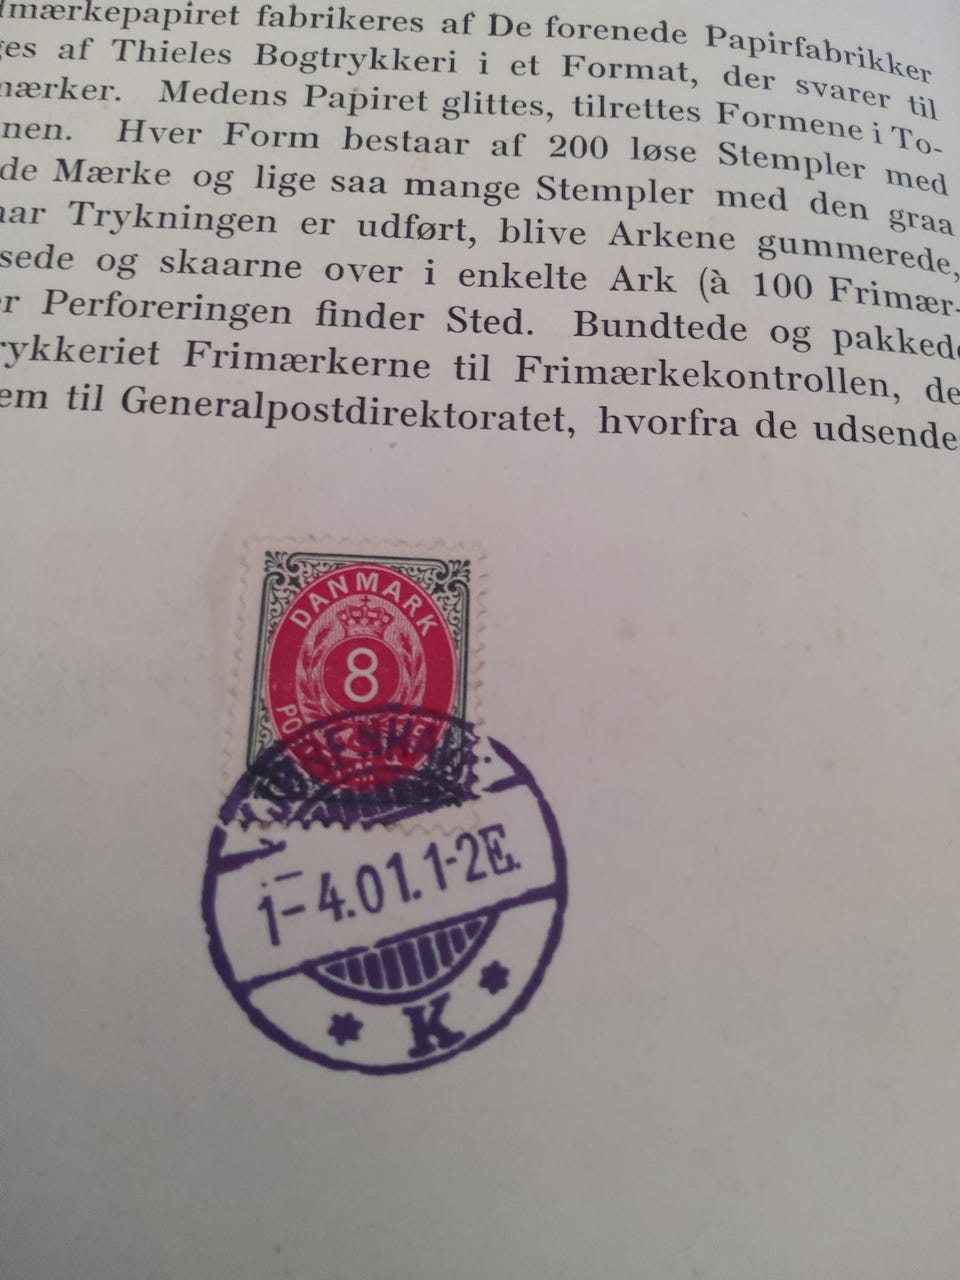 mærkepapiret fabrikeres af De forenede Papirfabrikker
ges af Thieles Bogtrykkeri i et Format, der svarer til
mærker. Medens Papiret glittes, tilrettes Formene i To-
nen. Hver Form bestaar af 200 løse Stempler med
de Mærke og lige saa mange Stempler med den graa
nar Trykningen er udført, blive Arkene gummerede,
sede og skaarne over i enkelte Ark (à 100 Frimær-
r Perforeringen finder Sted. Bundtede og pakkede
rykkeriet Frimærkerne til Frimærkekontrollen, de
em til Generalpostdirektoratet, hvorfra de udsende
DANMARK
8
1-4.01.1-2E.
K